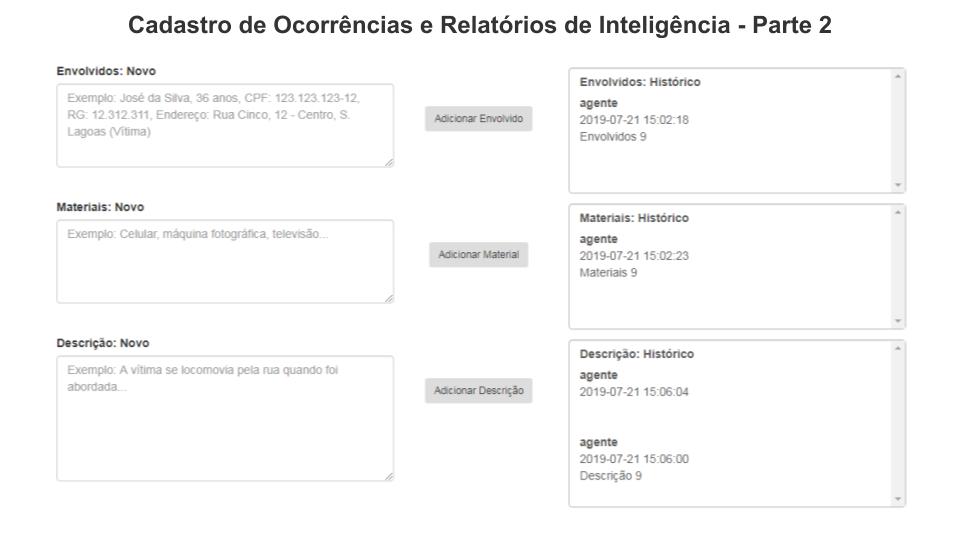 Cadastro de Ocorrências e Relatórios de Inteligência - Parte 2
Envolvidos: Novo
Exemplo: José da Silva, 36 anos, CPF: 123.123.123-12,
RG: 12.312.311, Endereço: Rua Cinco, 12 - Centro, S.
Lagoas (Vítima)
Adicionar Envolvido
Envolvidos: Histórico
agente
2019-07-21 15:02:18
Envolvidos 9
Materiais: Novo
Exemplo: Celular, máquina fotográfica, televisão...
Adicionar Material
Materiais: Histórico
agente
2019-07-21 15:02:23
Materiais 9
Descrição: Novo
Exemplo: A vítima se locomovia pela rua quando foi
abordada...
Adicionar Descrição
Descrição: Histórico
agente
2019-07-21 15:06:04
agente
2019-07-21 15:06:00
Descrição 9